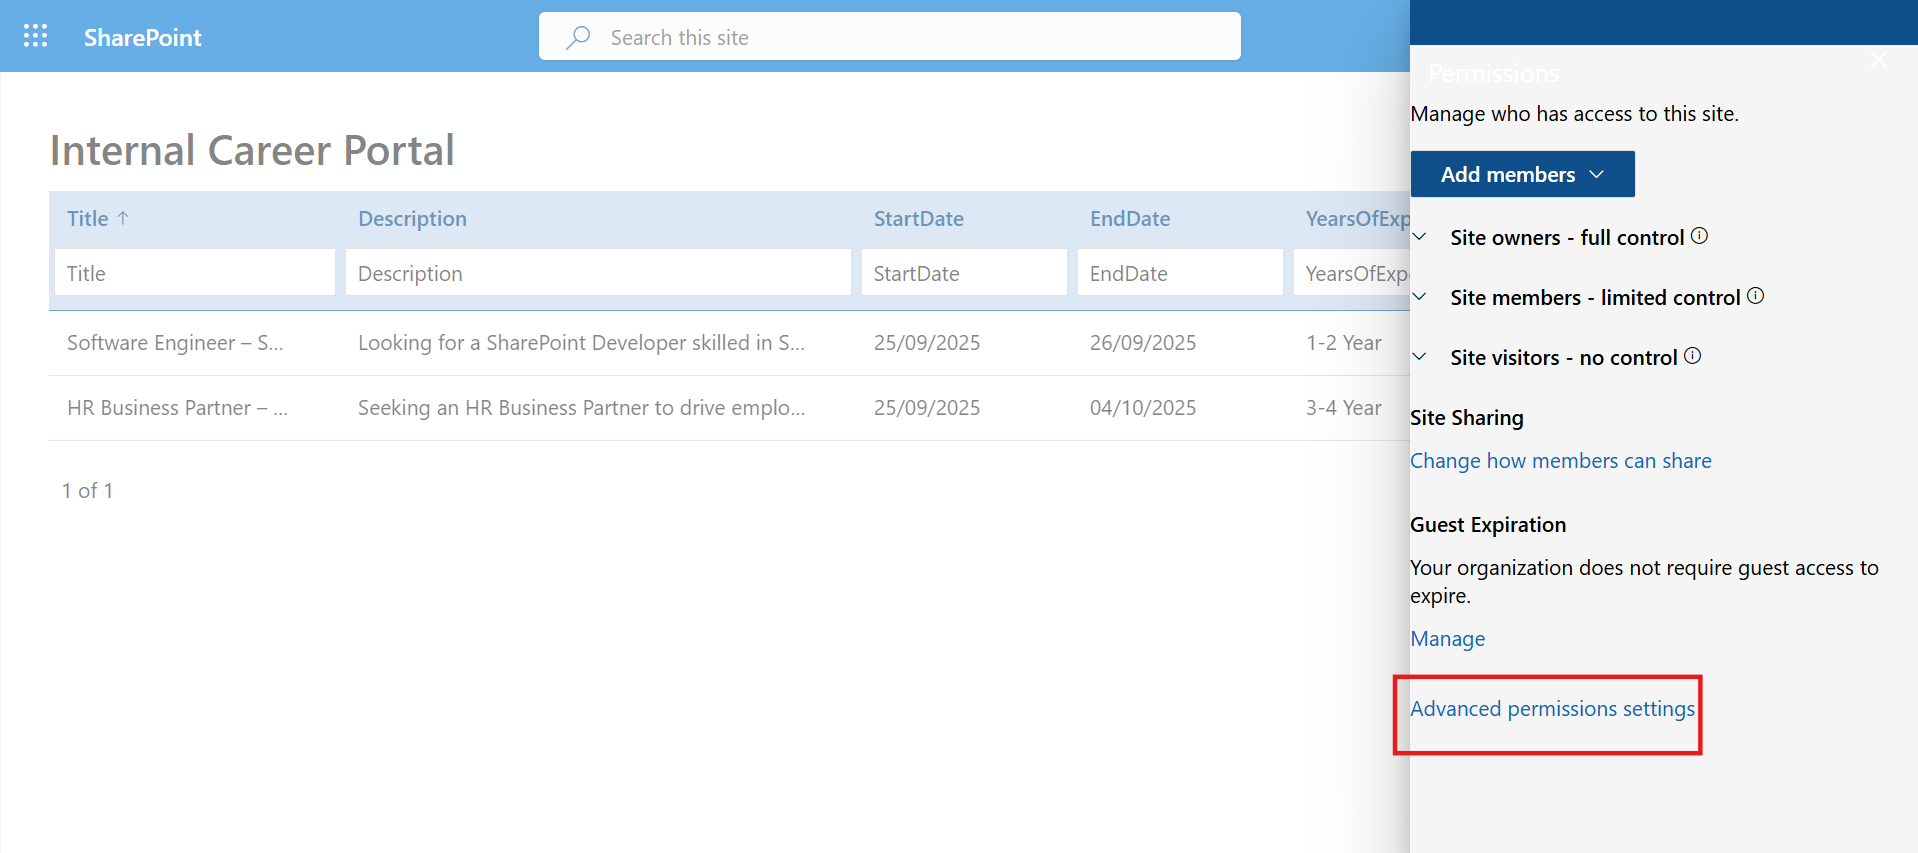 SharePoint
Search this site
Internal Career Portal
Title ↑ Description StartDate EndDate YearsOfExp
Title Description StartDate EndDate YearsOfExp
Software Engineer – S... Looking for a SharePoint Developer skilled in S... 25/09/2025 26/09/2025 1-2 Year
HR Business Partner – ... Seeking an HR Business Partner to drive emplo... 25/09/2025 04/10/2025 3-4 Year
1 of 1
Permissions
Manage who has access to this site.
Add members
Site owners - full control
Site members - limited control
Site visitors - no control
Site Sharing
Change how members can share
Guest Expiration
Your organization does not require guest access to
expire.
Manage
Advanced permissions settings